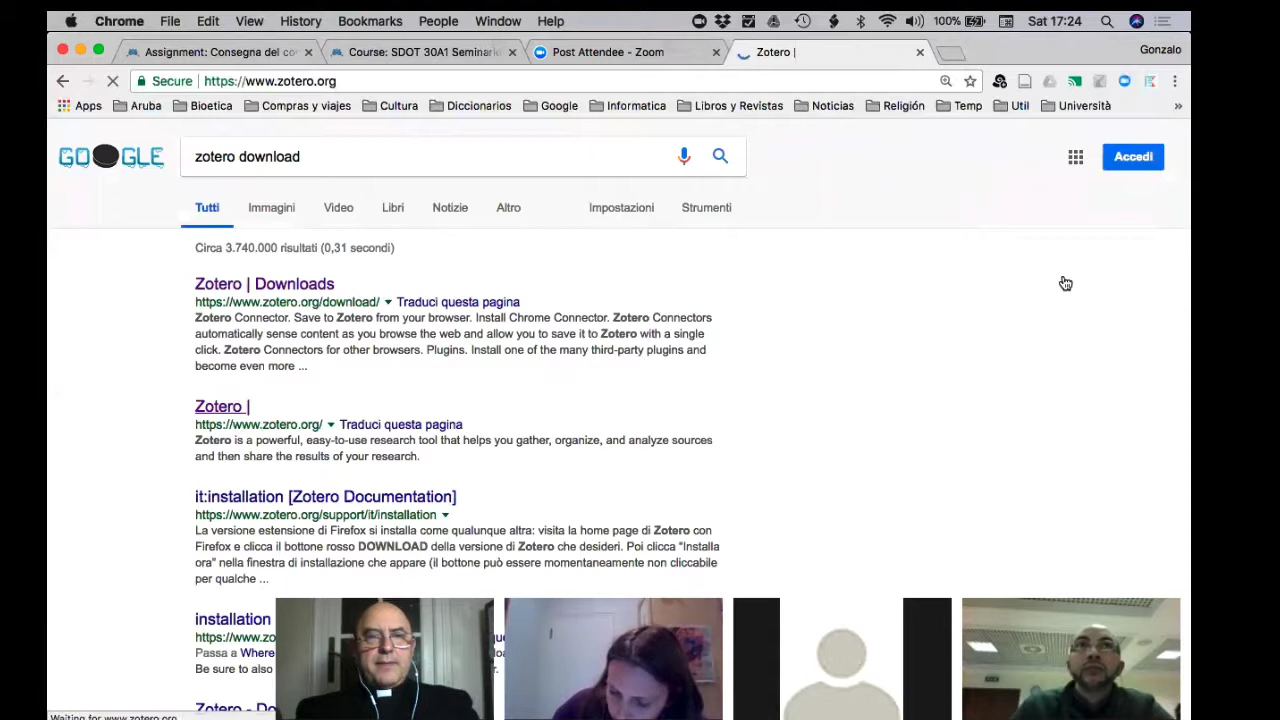 Chrome File Edit View History Bookmarks People Window Help 100% Sat 17:24
Assignment: Consegna del co Course: SDOT 30A1 Seminari Post Attendee - Zoom Zotero | Gonzalo
Secure https://www.zotero.org
Apps Aruba Bioetica Compras y viajes Cultura Diccionarios Google Informatica Libros y Revistas Noticias Religión Temp Util Università »
GOOGLE zotero download Accedi
Tutti Immagini Video Libri Notizie Altro Impostazioni Strumenti
Circa 3.740.000 risultati (0,31 secondi)
Zotero | Downloads
https://www.zotero.org/download/ Traduci questa pagina
Zotero Connector. Save to Zotero from your browser. Install Chrome Connector. Zotero Connectors
automatically sense content as you browse the web and allow you to save it to Zotero with a single
click. Zotero Connectors for other browsers. Plugins. Install one of the many third-party plugins and
become even more ...
Zotero |
https://www.zotero.org/ Traduci questa pagina
Zotero is a powerful, easy-to-use research tool that helps you gather, organize, and analyze sources
and then share the results of your research.
it:installation [Zotero Documentation]
https://www.zotero.org/support/it/installation
La versione estensione di Firefox si installa come qualunque altra: visita la home page di Zotero con
Firefox e clicca il bottone rosso DOWNLOAD della versione di Zotero che desideri. Poi clicca "Installa
ora" nella finestra di installazione che appare (il bottone può essere momentaneamente non cliccabile
per qualche ...
installation
https://www.zo
Passa a Where
Be sure to also
Zotero - Do
Waiting for www.zotero.org